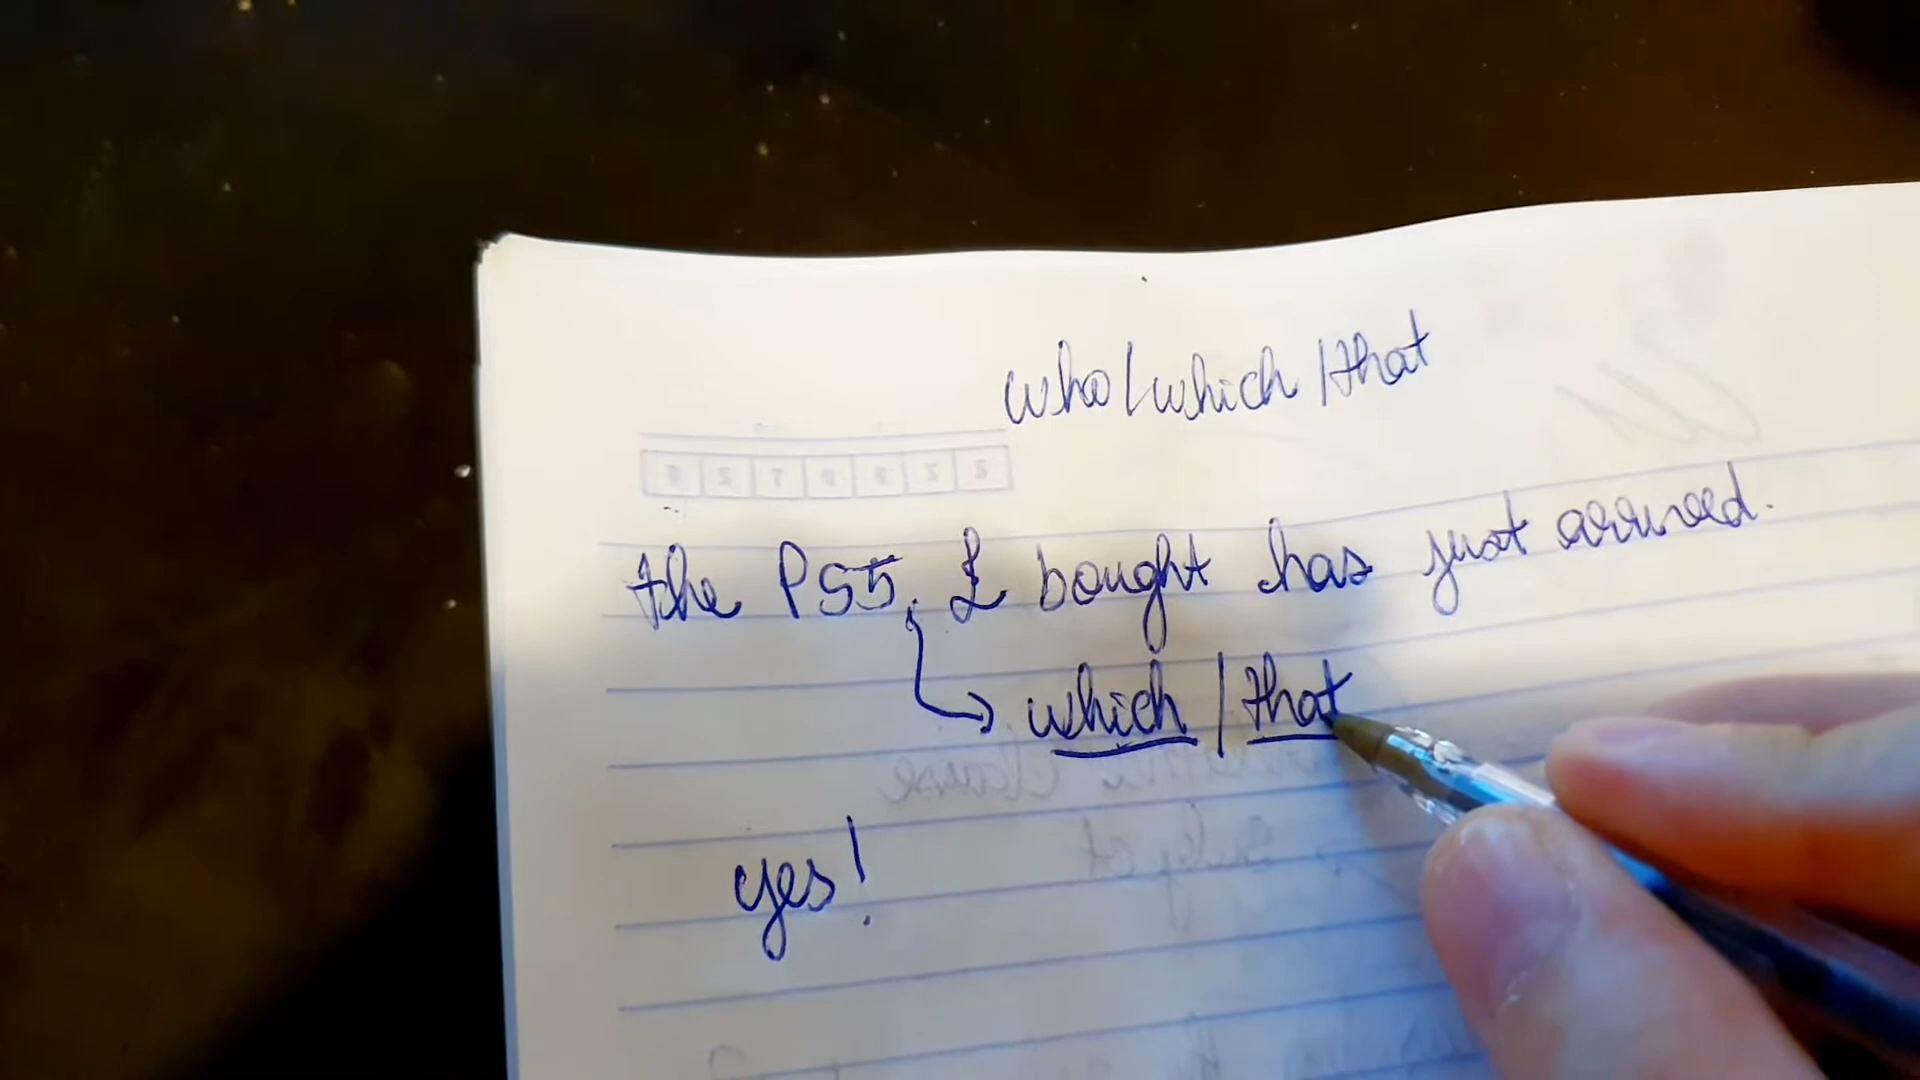 who/which/that
the PS5 I bought has just arrived.
which/that
yes!